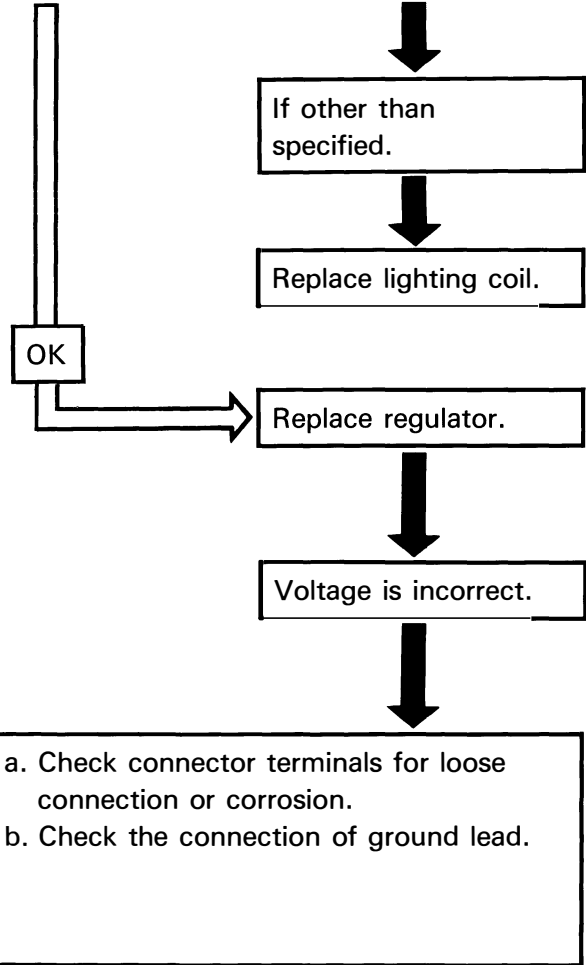 If other than
specified.
Replace lighting coil.
OK
Replace regulator.
Voltage is incorrect.
a. Check connector terminals for loose
connection or corrosion.
b. Check the connection of ground lead.